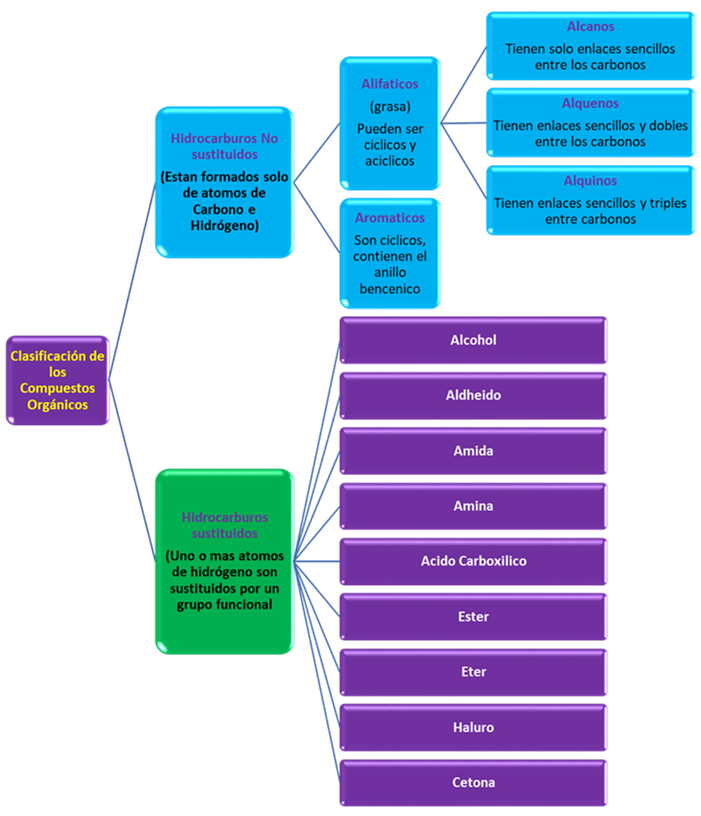 Clasificación de
los
Compuestos
Orgánicos
Hidrocarburos No
sustituidos
(Estan formados solo
de atomos de
Carbono e
Hidrógeno)
Alifaticos
(grasa)
Pueden ser
ciclicos y
aciclicos
Alcanos
Tienen solo enlaces sencillos
entre los carbonos
Alquenos
Tienen enlaces sencillos y dobles
entre los carbonos
Alquinos
Tienen enlaces sencillos y triples
entre carbonos
Aromaticos
Son ciclicos,
contienen el
anillo
bencenico
Hidrocarburos
sustituidos
(Uno o mas atomos
de hidrógeno son
sustituidos por un
grupo funcional
Alcohol
Aldheido
Amida
Amina
Acido Carboxilico
Ester
Eter
Haluro
Cetona